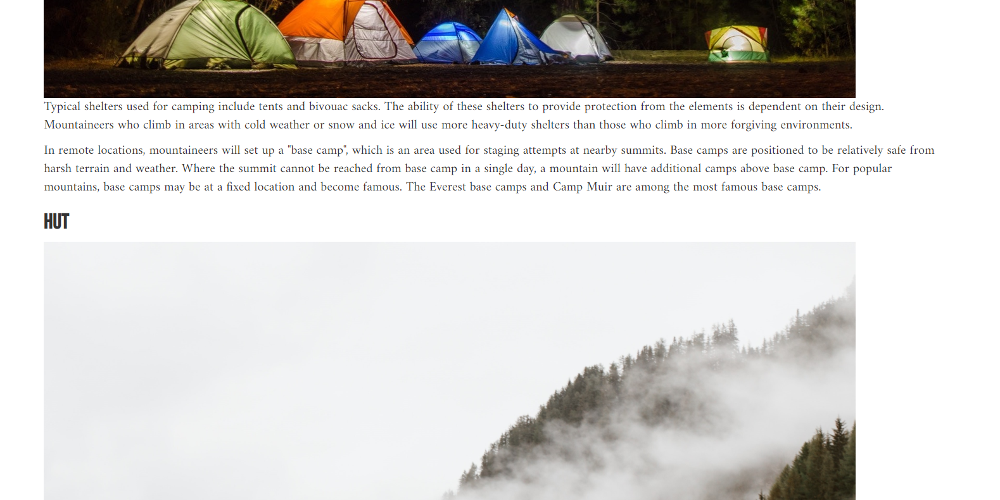 Typical shelters used for camping include tents and bivouac sacks. The ability of these shelters to provide protection from the elements is dependent on their design.
Mountaineers who climb in areas with cold weather or snow and ice will use more heavy-duty shelters than those who climb in more forgiving environments.
In remote locations, mountaineers will set up a "base camp", which is an area used for staging attempts at nearby summits. Base camps are positioned to be relatively safe from
harsh terrain and weather. Where the summit cannot be reached from base camp in a single day, a mountain will have additional camps above base camp. For popular
mountains, base camps may be at a fixed location and become famous. The Everest base camps and Camp Muir are among the most famous base camps.
HUT